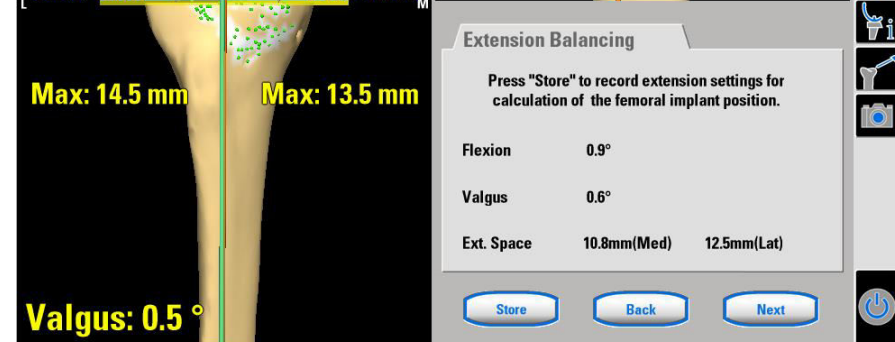 L
M
Max: 14.5 mm
Max: 13.5 mm
Valgus: 0.5 °
Extension Balancing
Press "Store" to record extension settings for
calculation of the femoral implant position.
Flexion 0.9°
Valgus 0.6°
Ext. Space 10.8mm(Med) 12.5mm(Lat)
Store Back Next
i